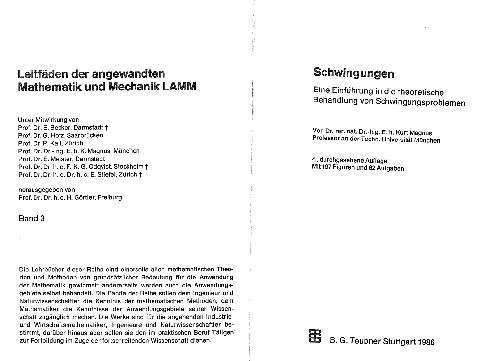 Leitfäden der angewandten
Mathematik und Mechanik LAMM
Unter Mitwirkung von
Prof. Dr. E. Becker, Darmstadt †
Prof. Dr. G. Hotz, Saarbrücken
Prof. Dr. P. Kall, Zürich
Prof. Dr. Dr.-Ing. E. h. K. Magnus, München
Prof. Dr. E. Meister, Darmstadt
Prof. Dr. Dr. h. c. F. K. G. Odqvist, Stockholm †
Prof. Dr. Dr. h. c. Dr. h. c. E. Stiefel, Zürich †
herausgegeben von
Prof. Dr. Dr. h. c. H. Görtler, Freiburg
Band 3
Die Lehrbücher dieser Reihe sind einerseits allen mathematischen Theo-
rien und Methoden von grundsätzlicher Bedeutung für die Anwendung
der Mathematik gewidmet; andererseits werden auch die Anwendungs-
gebiete selbst behandelt. Die Bände der Reihe sollen dem Ingenieur und
Naturwissenschaftler die Kenntnis der mathematischen Methoden, dem
Mathematiker die Kenntnisse der Anwendungsgebiete seiner Wissen-
schaft zugänglich machen. Die Werke sind für die angehenden Industrie-
und Wirtschaftsmathematiker, Ingenieure und Naturwissenschaftler be-
stimmt, darüber hinaus aber sollen sie den im praktischen Beruf Tätigen
zur Fortbildung im Zuge der fortschreitenden Wissenschaft dienen.
Schwingungen
Eine Einführung in die theoretische
Behandlung von Schwingungsproblemen
Von Dr. rer. nat. Dr.-Ing. E. h. Kurt Magnus
Professor an der Techn. Universität München
4., durchgesehene Auflage
Mit 197 Figuren und 62 Aufgaben
B. G. Teubner Stuttgart 1986